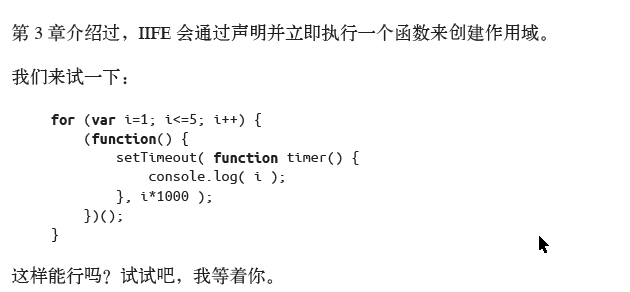 第 3 章介绍过，IIFE 会通过声明并立即执行一个函数来创建作用域。
我们来试一下：
for (var i=1; i<=5; i++) {
(function() {
setTimeout( function timer() {
console.log( i );
}, i*1000 );
})();
}
这样能行吗？试试吧，我等着你。